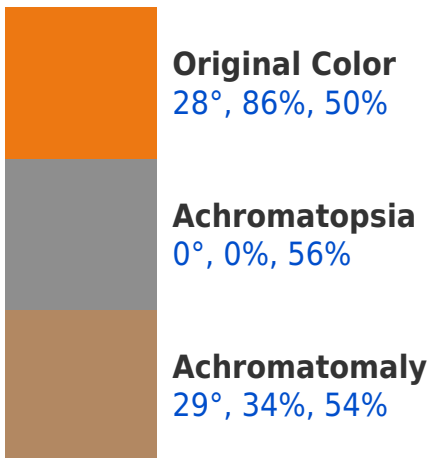 Original Color
28°, 86%, 50%
Achromatopsia
0°, 0%, 56%
Achromatomaly
29°, 34%, 54%